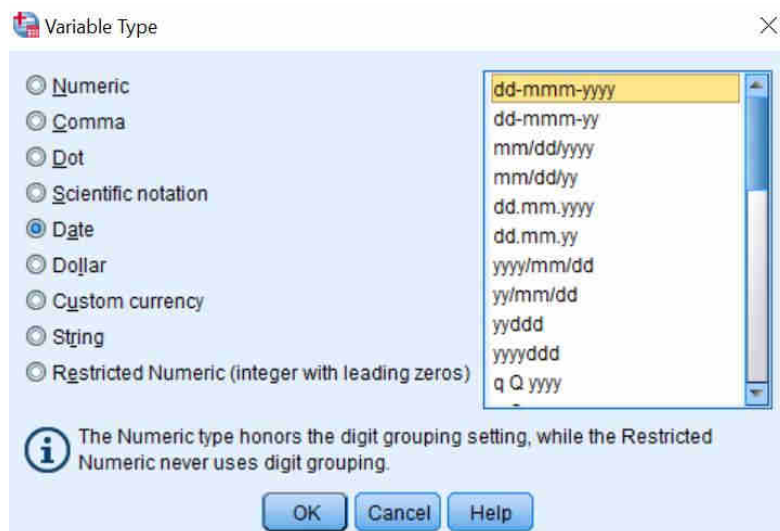 Variable Type
Numeric
Comma
Dot
Scientific notation
Date
Dollar
Custom currency
String
Restricted Numeric (integer with leading zeros)
dd-mmm-yyyy
dd-mmm-yy
mm/dd/yyyy
mm/dd/yy
dd.mm.yyyy
dd.mm.yy
yyyy/mm/dd
yy/mm/dd
yyddd
yyyyddd
q Q yyyy
The Numeric type honors the digit grouping setting, while the Restricted
Numeric never uses digit grouping.
OK Cancel Help